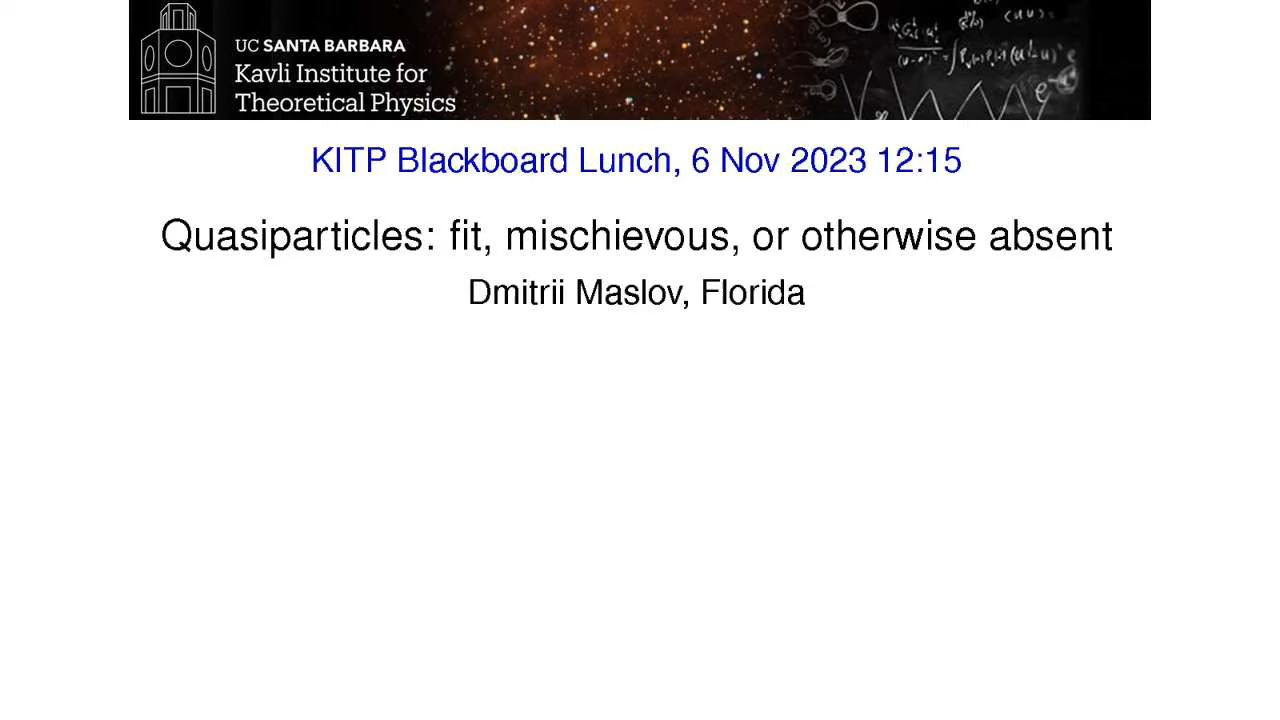 UC SANTA BARBARA
Kavli Institute for
Theoretical Physics
KITP Blackboard Lunch, 6 Nov 2023 12:15
Quasiparticles: fit, mischievous, or otherwise absent
Dmitrii Maslov, Florida